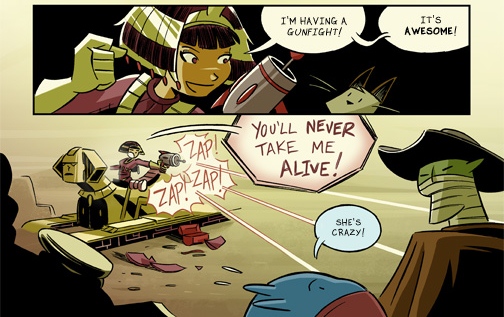 I'M HAVING A
GUNFIGHT!
IT'S
AWESOME!
YOU'LL NEVER
TAKE ME
ALIVE!
ZAP!
ZAP!
ZAP!
SHE'S
CRAZY!